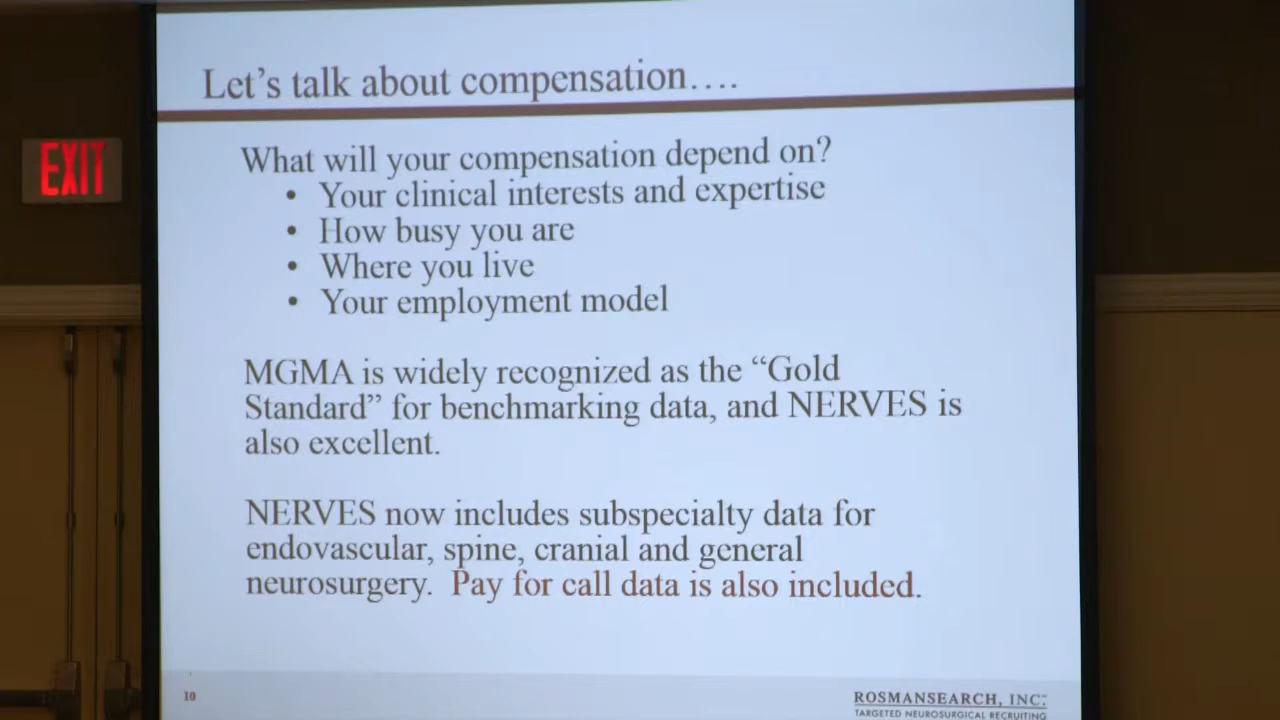 Let's talk about compensation….
EXIT
What will your compensation depend on?
• Your clinical interests and expertise
• How busy you are
• Where you live
• Your employment model
MGMA is widely recognized as the “Gold
Standard” for benchmarking data, and NERVES is
also excellent.
NERVES now includes subspecialty data for
endovascular, spine, cranial and general
neurosurgery. Pay for call data is also included.
10
ROSMANSEARCH, INC.
TARGETED NEUROSURGICAL RECRUITING